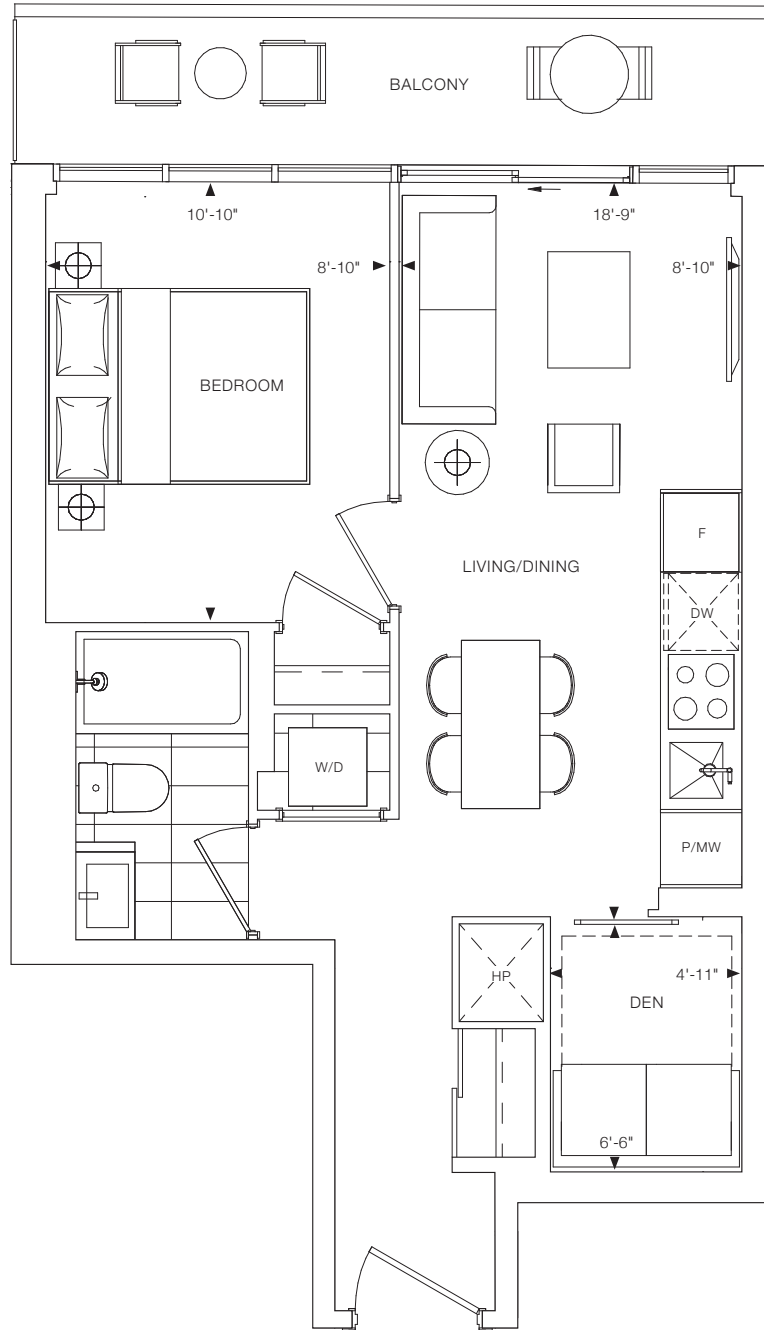 BALCONY
10'-10"
18'-9"
8'-10"
8'-10"
BEDROOM
F
LIVING/DINING
DW
W/D
P/MW
HP
4'-11"
DEN
6'-6"